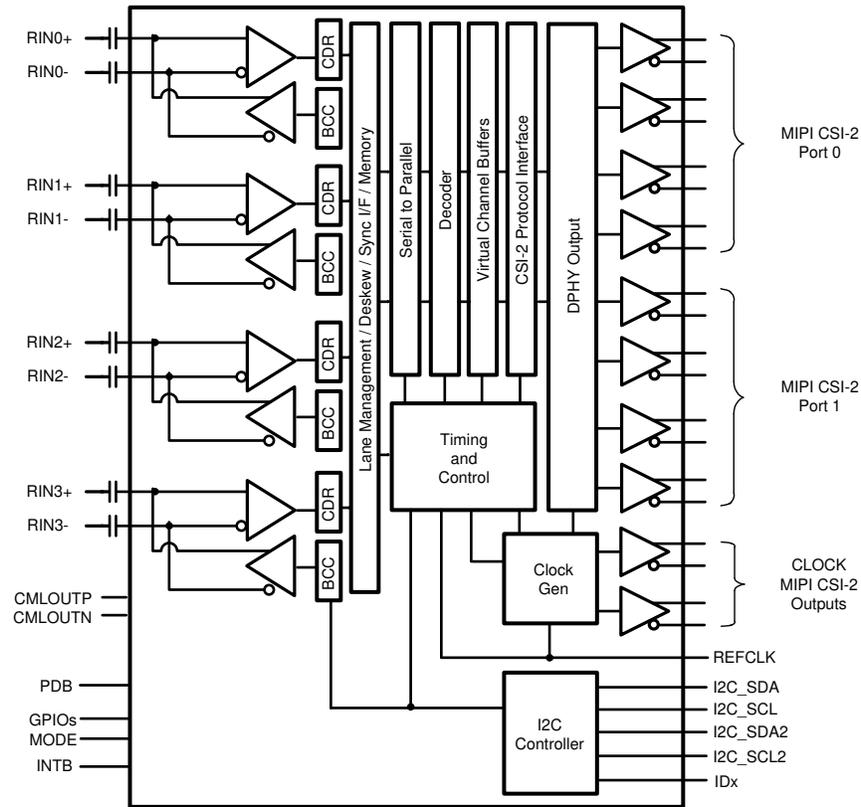 RIN0+
RIN0-
CDR
BCC
RIN1+
RIN1-
CDR
BCC
RIN2+
RIN2-
CDR
BCC
RIN3+
RIN3-
CDR
BCC
CMLOUTP
CMLOUTN
PDB
GPIOs
MODE
INTB
Lane Management / Deskew / Sync I/F / Memory
Serial to Parallel
Decoder
Virtual Channel Buffers
CSI-2 Protocol Interface
DPHY Output
Timing
and
Control
Clock
Gen
I2C
Controller
MIPI CSI-2
Port 0
MIPI CSI-2
Port 1
CLOCK
MIPI CSI-2
Outputs
REFCLK
I2C_SDA
I2C_SCL
I2C_SDA2
I2C_SCL2
IDx